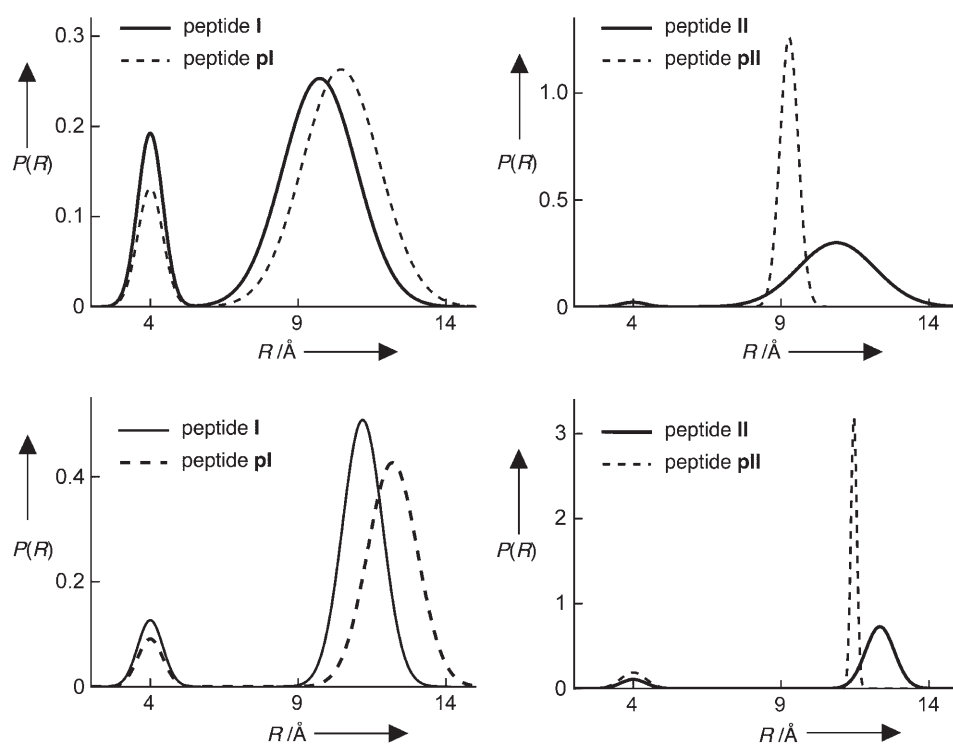 peptide I
peptide pI
0.3
0.2
0.1
0
P(R)
4
9
14
R /Å
peptide II
peptide pII
1.0
0.5
0
P(R)
4
9
14
R /Å
peptide I
peptide pI
0.4
0.2
0
P(R)
4
9
14
R /Å
peptide II
peptide pII
3
2
1
0
P(R)
4
9
14
R /Å